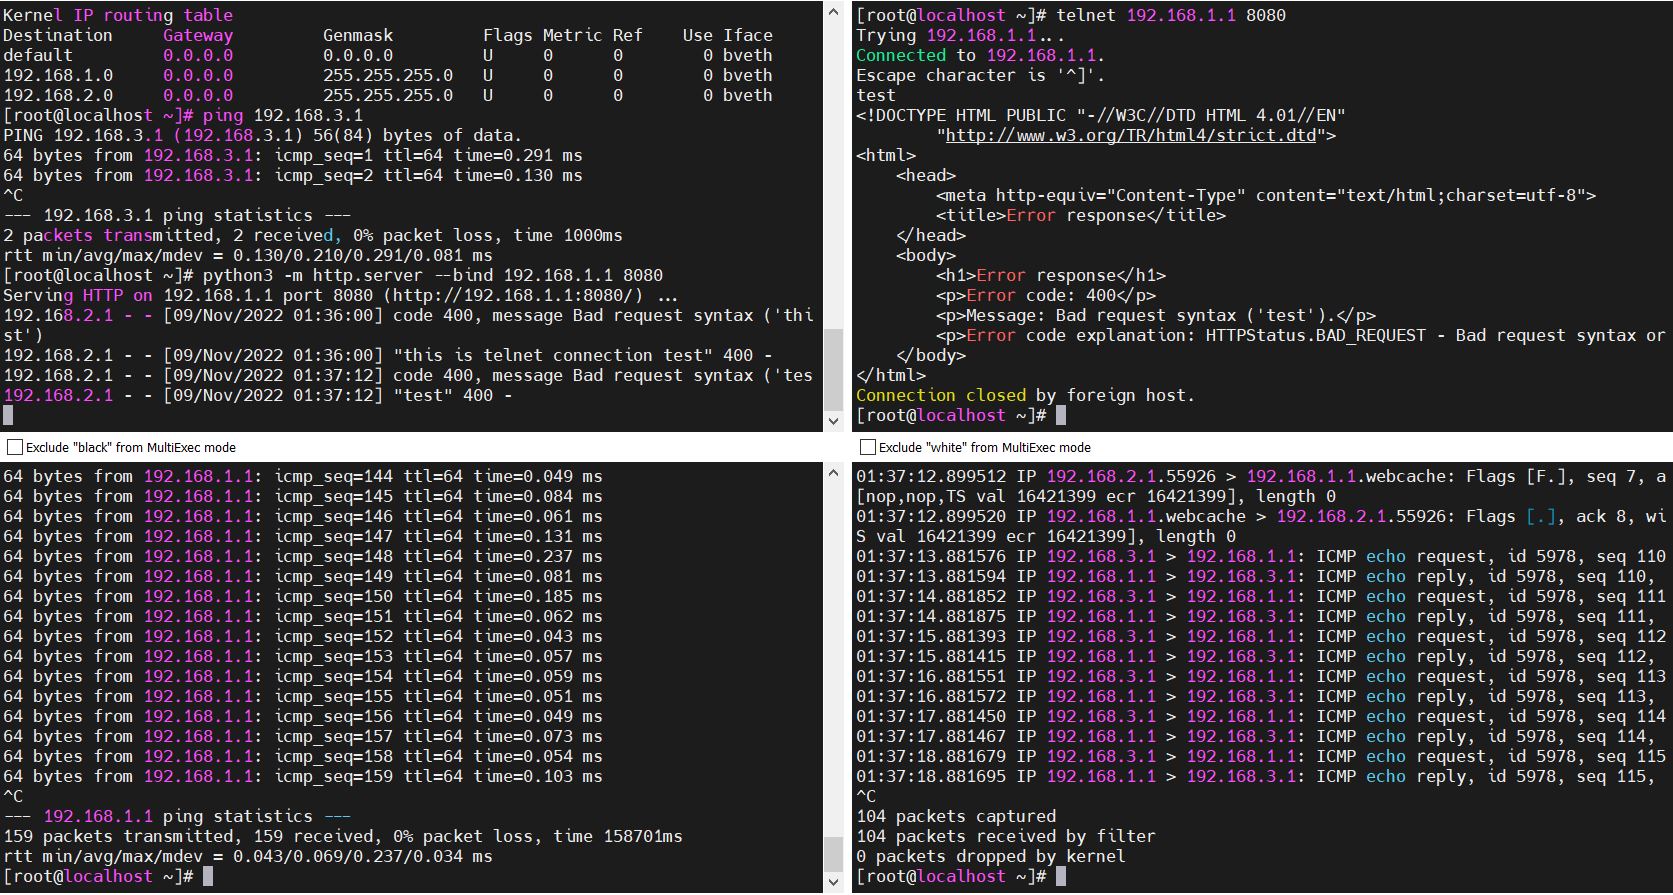 Kernel IP routing table
Destination     Gateway         Genmask         Flags Metric Ref    Use Iface
default         0.0.0.0         0.0.0.0         U     0      0        0 bveth
192.168.1.0     0.0.0.0         255.255.255.0   U     0      0        0 bveth
192.168.2.0     0.0.0.0         255.255.255.0   U     0      0        0 bveth
[root@localhost ~]# ping 192.168.3.1
PING 192.168.3.1 (192.168.3.1) 56(84) bytes of data.
64 bytes from 192.168.3.1: icmp_seq=1 ttl=64 time=0.291 ms
64 bytes from 192.168.3.1: icmp_seq=2 ttl=64 time=0.130 ms
^C
--- 192.168.3.1 ping statistics ---
2 packets transmitted, 2 received, 0% packet loss, time 1000ms
rtt min/avg/max/mdev = 0.130/0.210/0.291/0.081 ms
[root@localhost ~]# python3 -m http.server --bind 192.168.1.1 8080
Serving HTTP on 192.168.1.1 port 8080 (http://192.168.1.1:8080/) ...
192.168.2.1 - - [09/Nov/2022 01:36:00] code 400, message Bad request syntax ('thi
st')
192.168.2.1 - - [09/Nov/2022 01:36:00] "this is telnet connection test" 400 -
192.168.2.1 - - [09/Nov/2022 01:37:12] code 400, message Bad request syntax ('tes
192.168.2.1 - - [09/Nov/2022 01:37:12] "test" 400 -
[root@localhost ~]# telnet 192.168.1.1 8080
Trying 192.168.1.1...
Connected to 192.168.1.1.
Escape character is '^]'.
test
<!DOCTYPE HTML PUBLIC "-//W3C//DTD HTML 4.01//EN"
        "http://www.w3.org/TR/html4/strict.dtd">
<html>
    <head>
        <meta http-equiv="Content-Type" content="text/html;charset=utf-8">
        <title>Error response</title>
    </head>
    <body>
        <h1>Error response</h1>
        <p>Error code: 400</p>
        <p>Message: Bad request syntax ('test').</p>
        <p>Error code explanation: HTTPStatus.BAD_REQUEST - Bad request syntax or
    </body>
</html>
Connection closed by foreign host.
[root@localhost ~]#
Exclude "black" from MultiExec mode
Exclude "white" from MultiExec mode
64 bytes from 192.168.1.1: icmp_seq=144 ttl=64 time=0.049 ms
64 bytes from 192.168.1.1: icmp_seq=145 ttl=64 time=0.084 ms
64 bytes from 192.168.1.1: icmp_seq=146 ttl=64 time=0.061 ms
64 bytes from 192.168.1.1: icmp_seq=147 ttl=64 time=0.131 ms
64 bytes from 192.168.1.1: icmp_seq=148 ttl=64 time=0.237 ms
64 bytes from 192.168.1.1: icmp_seq=149 ttl=64 time=0.081 ms
64 bytes from 192.168.1.1: icmp_seq=150 ttl=64 time=0.185 ms
64 bytes from 192.168.1.1: icmp_seq=151 ttl=64 time=0.062 ms
64 bytes from 192.168.1.1: icmp_seq=152 ttl=64 time=0.043 ms
64 bytes from 192.168.1.1: icmp_seq=153 ttl=64 time=0.057 ms
64 bytes from 192.168.1.1: icmp_seq=154 ttl=64 time=0.059 ms
64 bytes from 192.168.1.1: icmp_seq=155 ttl=64 time=0.051 ms
64 bytes from 192.168.1.1: icmp_seq=156 ttl=64 time=0.049 ms
64 bytes from 192.168.1.1: icmp_seq=157 ttl=64 time=0.073 ms
64 bytes from 192.168.1.1: icmp_seq=158 ttl=64 time=0.054 ms
64 bytes from 192.168.1.1: icmp_seq=159 ttl=64 time=0.103 ms
^C
--- 192.168.1.1 ping statistics ---
159 packets transmitted, 159 received, 0% packet loss, time 158701ms
rtt min/avg/max/mdev = 0.043/0.069/0.237/0.034 ms
[root@localhost ~]#
01:37:12.899512 IP 192.168.2.1.55926 > 192.168.1.1.webcache: Flags [F.], seq 7, a
[nop,nop,TS val 16421399 ecr 16421399], length 0
01:37:12.899520 IP 192.168.1.1.webcache > 192.168.2.1.55926: Flags [.], ack 8, wi
S val 16421399 ecr 16421399], length 0
01:37:13.881576 IP 192.168.3.1 > 192.168.1.1: ICMP echo request, id 5978, seq 110
01:37:13.881594 IP 192.168.1.1 > 192.168.3.1: ICMP echo reply, id 5978, seq 110,
01:37:14.881852 IP 192.168.3.1 > 192.168.1.1: ICMP echo request, id 5978, seq 111
01:37:14.881875 IP 192.168.1.1 > 192.168.3.1: ICMP echo reply, id 5978, seq 111,
01:37:15.881393 IP 192.168.3.1 > 192.168.1.1: ICMP echo request, id 5978, seq 112
01:37:15.881415 IP 192.168.1.1 > 192.168.3.1: ICMP echo reply, id 5978, seq 112,
01:37:16.881551 IP 192.168.3.1 > 192.168.1.1: ICMP echo request, id 5978, seq 113
01:37:16.881572 IP 192.168.1.1 > 192.168.3.1: ICMP echo reply, id 5978, seq 113,
01:37:17.881450 IP 192.168.3.1 > 192.168.1.1: ICMP echo request, id 5978, seq 114
01:37:17.881467 IP 192.168.1.1 > 192.168.3.1: ICMP echo reply, id 5978, seq 114,
01:37:18.881679 IP 192.168.3.1 > 192.168.1.1: ICMP echo request, id 5978, seq 115
01:37:18.881695 IP 192.168.1.1 > 192.168.3.1: ICMP echo reply, id 5978, seq 115,
^C
104 packets captured
104 packets received by filter
0 packets dropped by kernel
[root@localhost ~]#